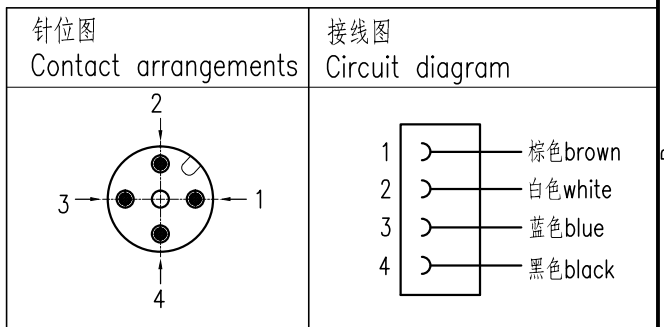 针位图
Contact arrangements
接线图
Circuit diagram
2
3
1
4
1 棕色brown
2 白色white
3 蓝色blue
4 黑色black